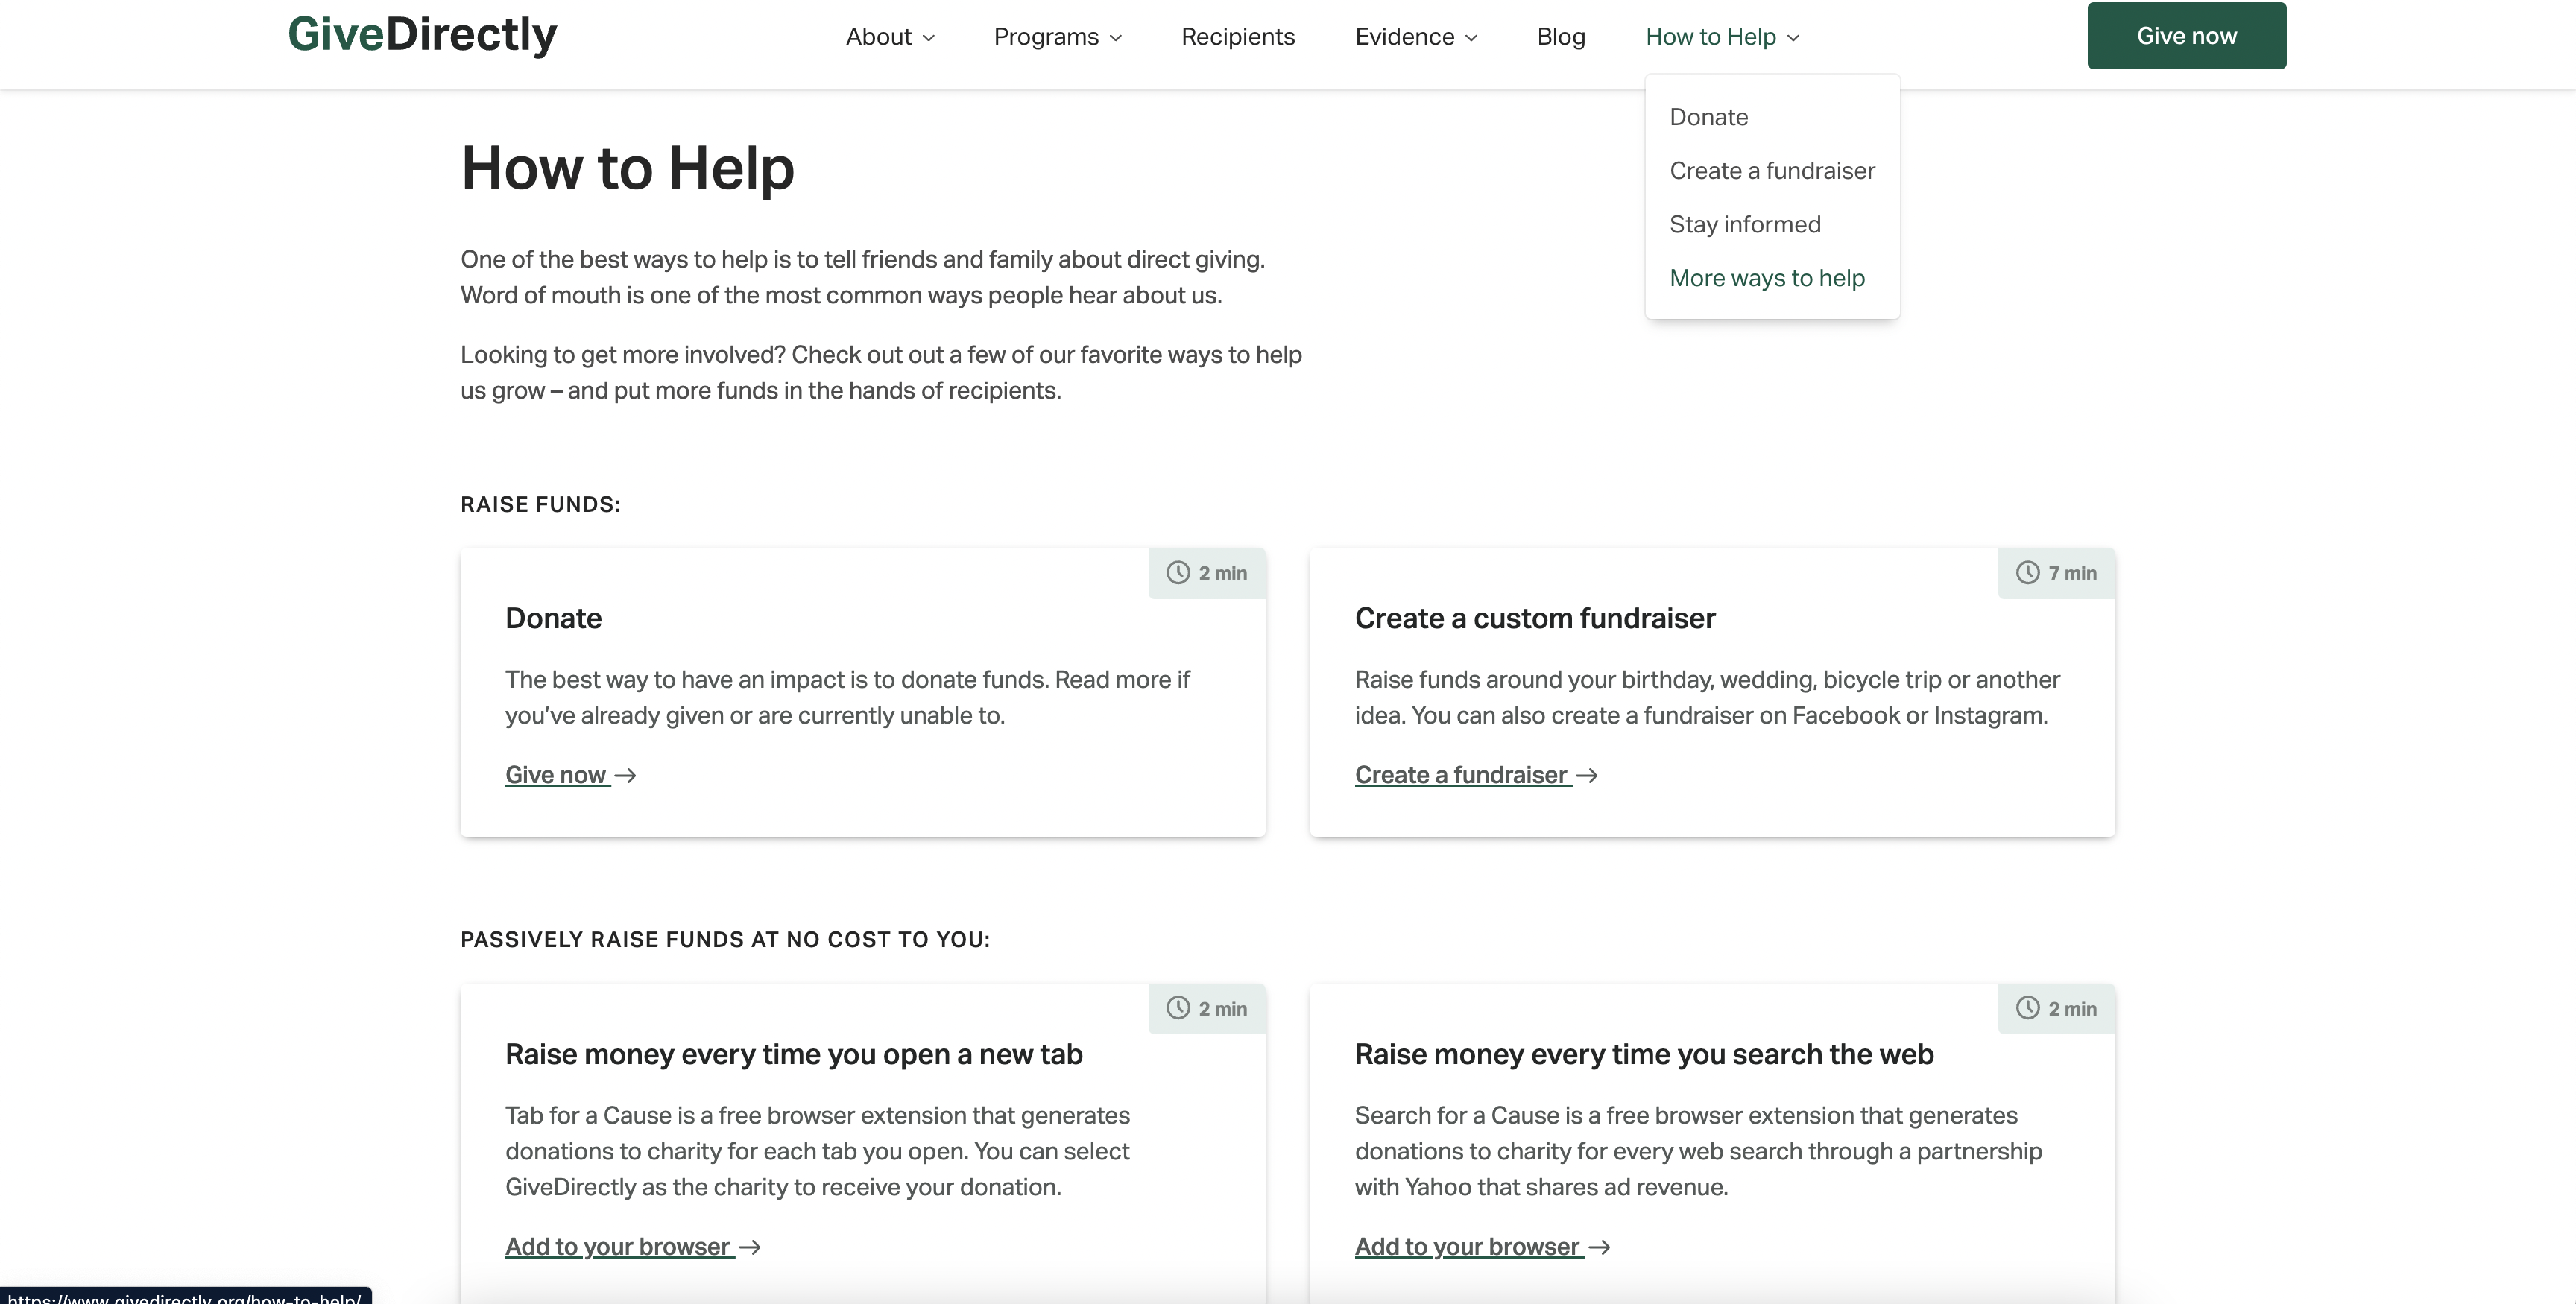 GiveDirectly
About
Programs
Recipients
Evidence
Blog
How to Help
Give now
Donate
Create a fundraiser
Stay informed
More ways to help
How to Help
One of the best ways to help is to tell friends and family about direct giving.
Word of mouth is one of the most common ways people hear about us.
Looking to get more involved? Check out out a few of our favorite ways to help
us grow – and put more funds in the hands of recipients.
RAISE FUNDS:
2 min
Donate
The best way to have an impact is to donate funds. Read more if
you’ve already given or are currently unable to.
Give now →
7 min
Create a custom fundraiser
Raise funds around your birthday, wedding, bicycle trip or another
idea. You can also create a fundraiser on Facebook or Instagram.
Create a fundraiser →
PASSIVELY RAISE FUNDS AT NO COST TO YOU:
2 min
Raise money every time you open a new tab
Tab for a Cause is a free browser extension that generates
donations to charity for each tab you open. You can select
GiveDirectly as the charity to receive your donation.
Add to your browser →
2 min
Raise money every time you search the web
Search for a Cause is a free browser extension that generates
donations to charity for every web search through a partnership
with Yahoo that shares ad revenue.
Add to your browser →
https://www.givedirectly.org/how-to-help/